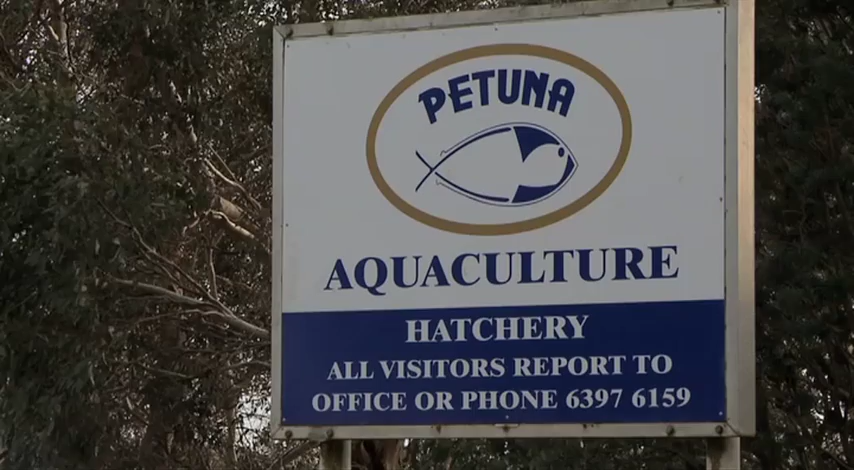 PETUNA
AQUACULTURE
HATCHERY
ALL VISITORS REPORT TO
OFFICE OR PHONE 6397 6159